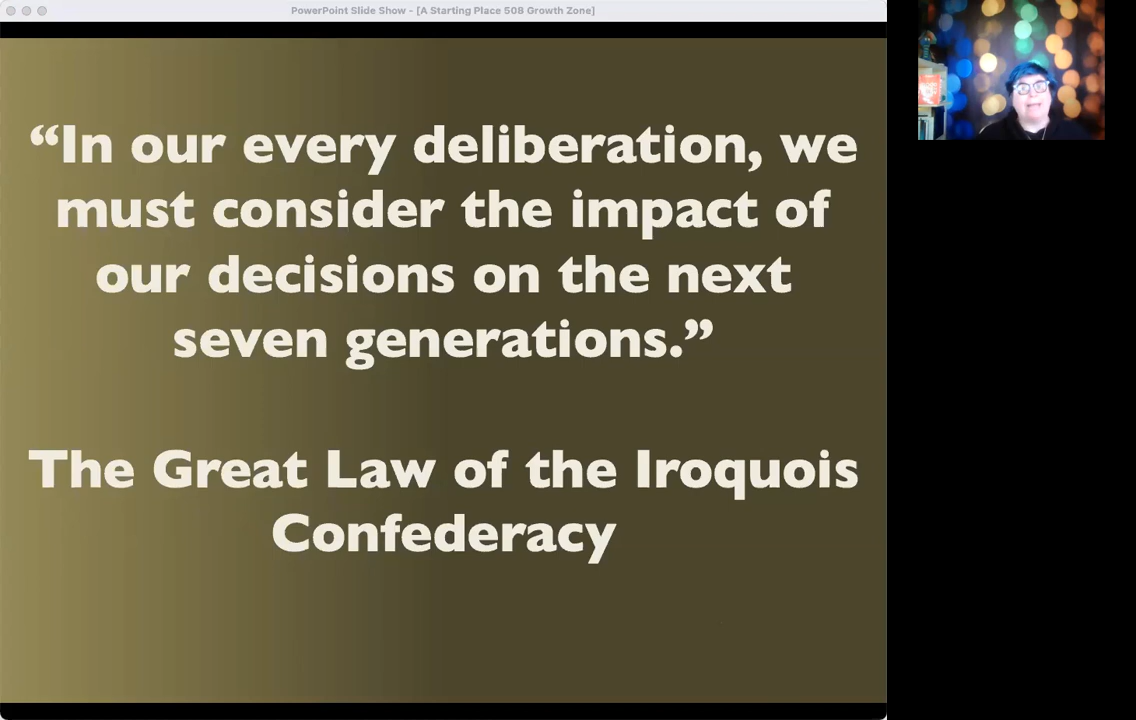 PowerPoint Slide Show - [A Starting Place 508 Growth Zone]
“In our every deliberation, we
must consider the impact of
our decisions on the next
seven generations.”
The Great Law of the Iroquois
Confederacy